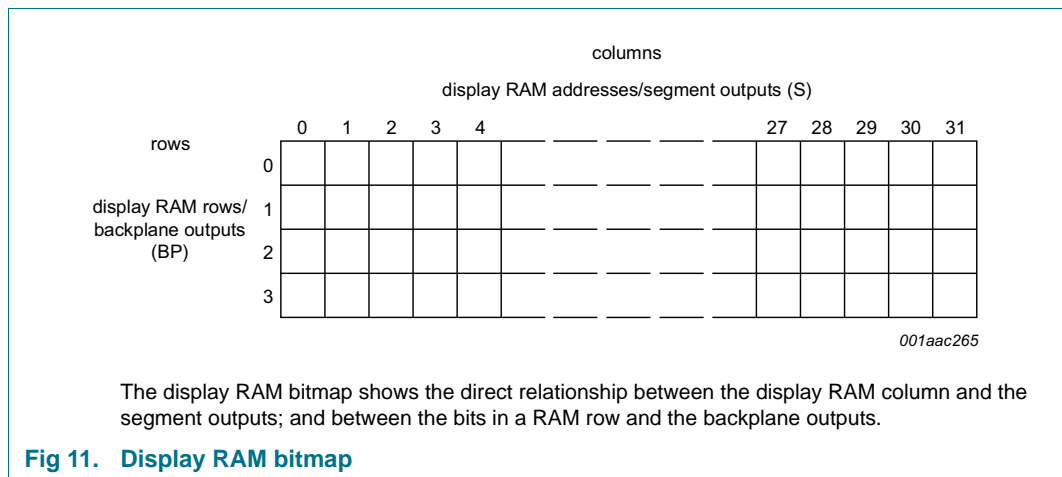 columns
display RAM addresses/segment outputs (S)
0 1 2 3 4 27 28 29 30 31
rows
0
display RAM rows/ 1
backplane outputs
(BP) 2
3
001aac265
The display RAM bitmap shows the direct relationship between the display RAM column and the
segment outputs; and between the bits in a RAM row and the backplane outputs.
Fig 11. Display RAM bitmap